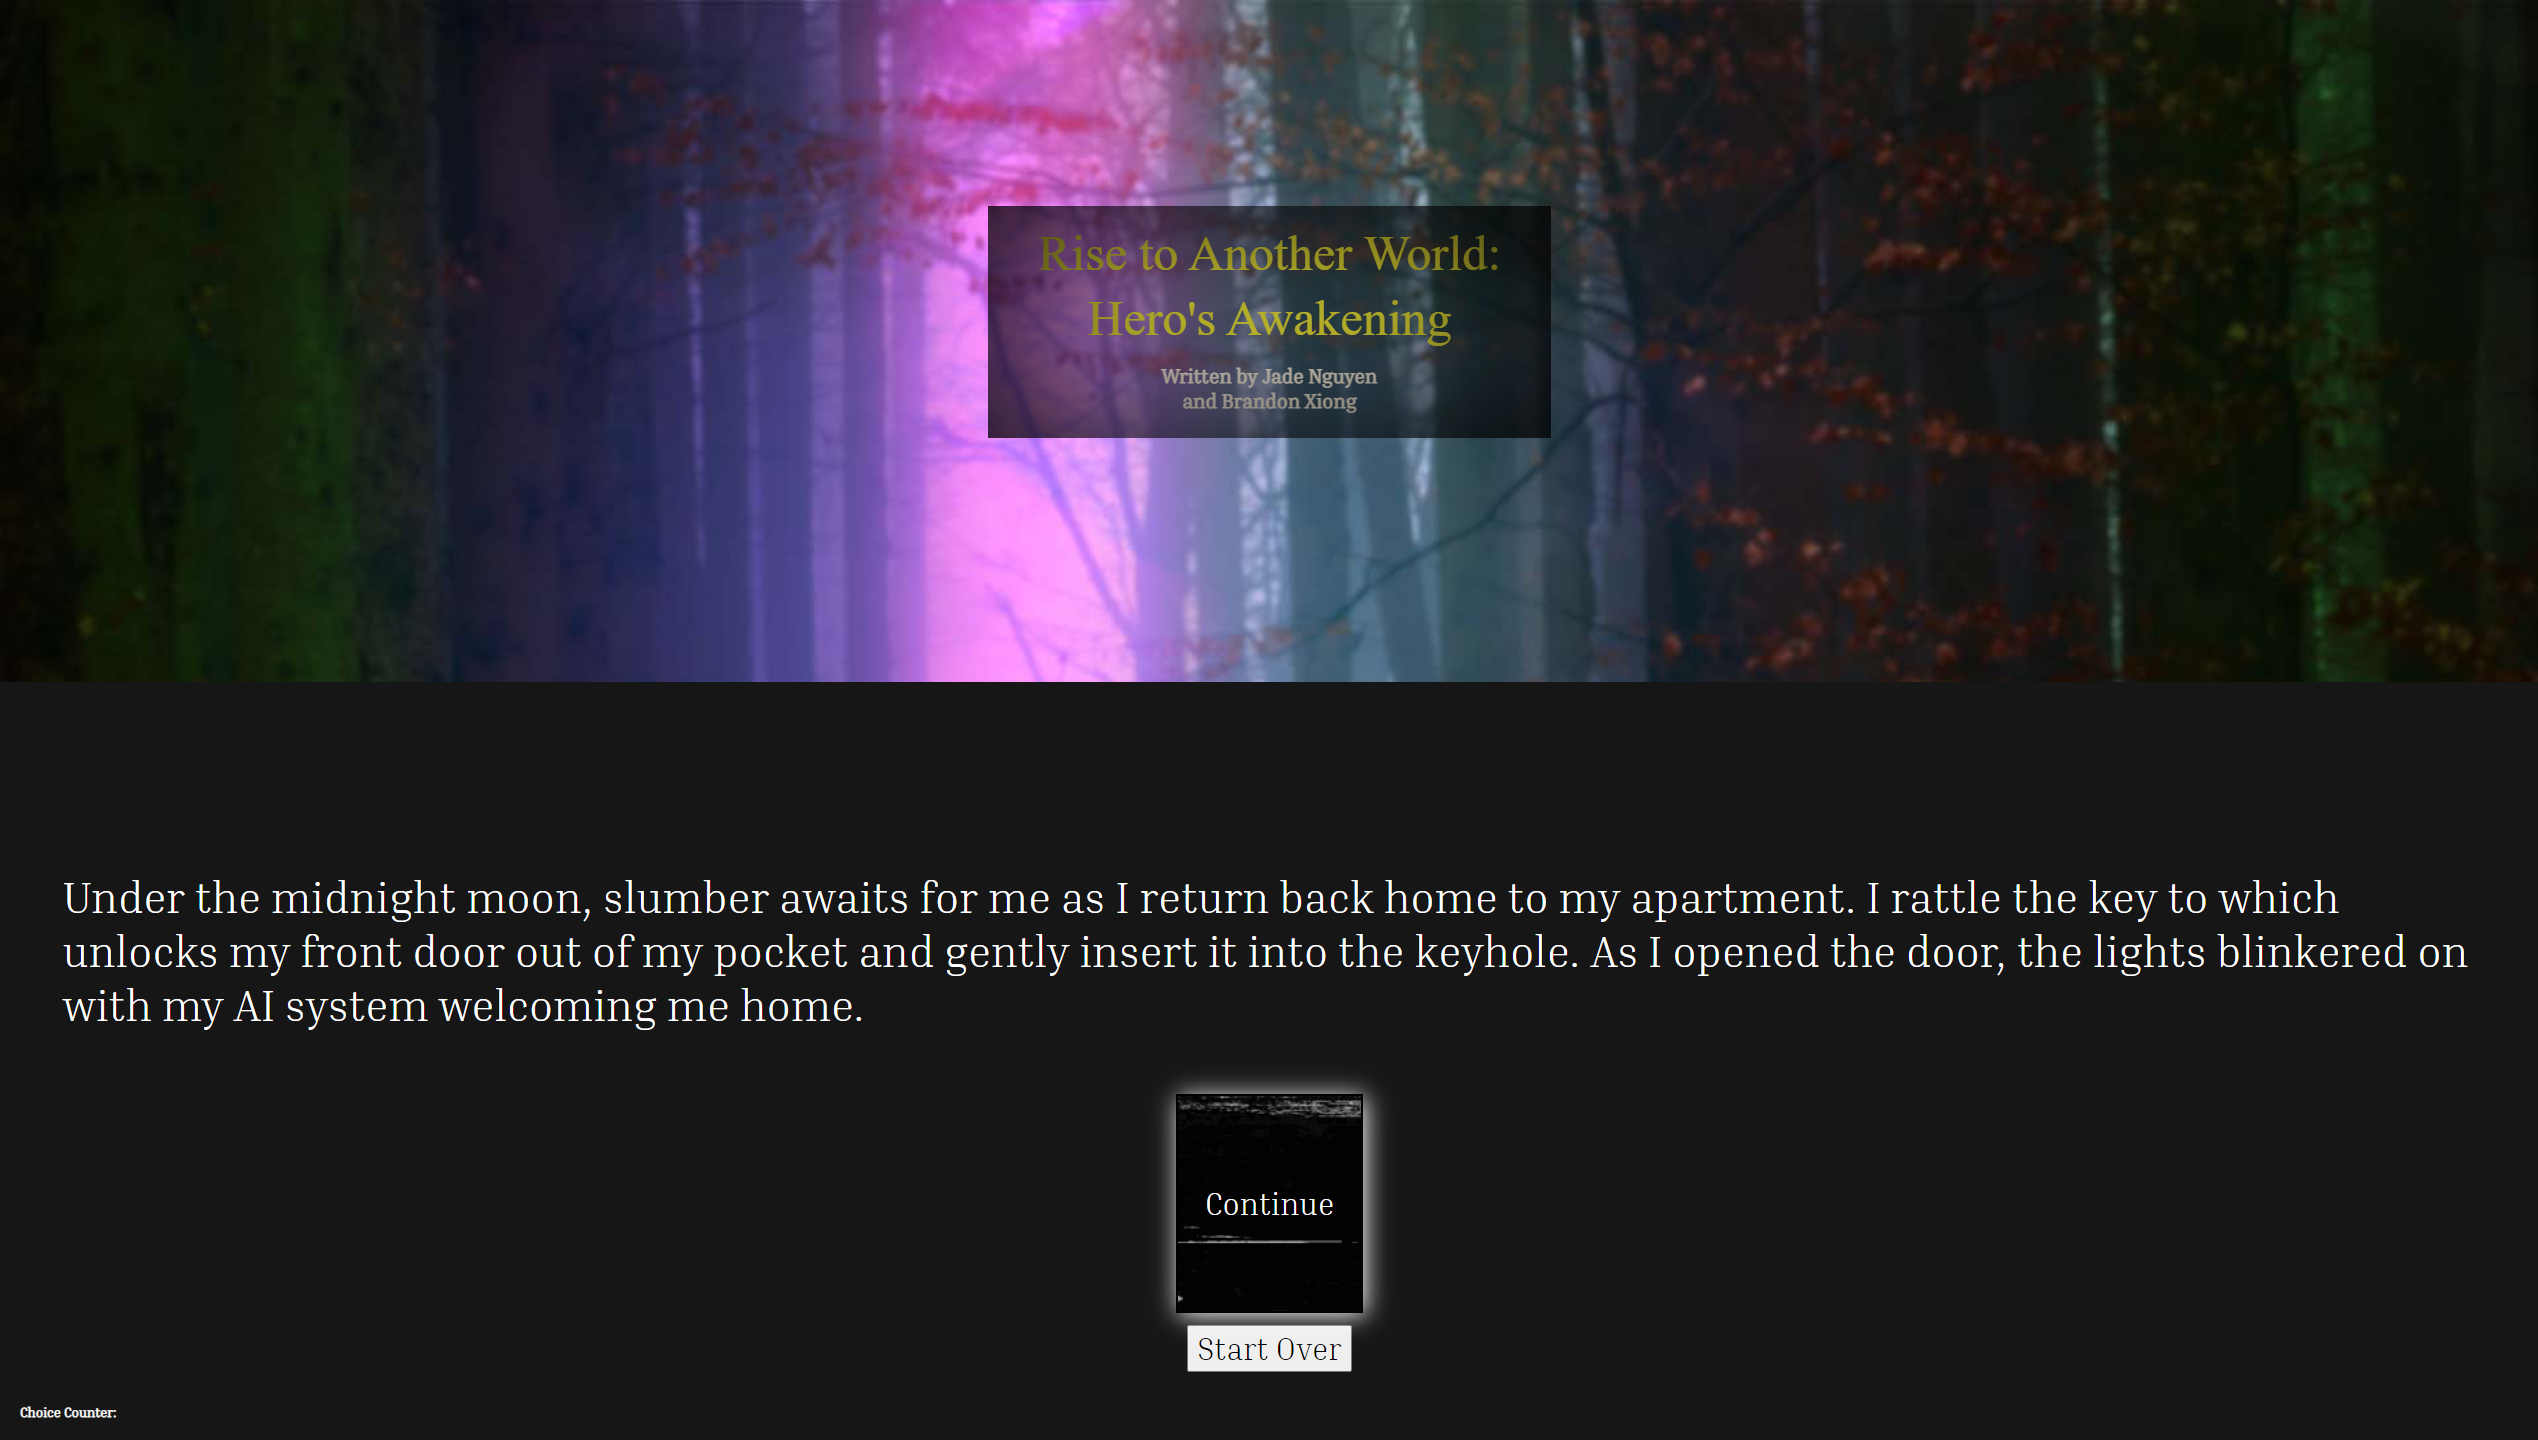 Rise to Another World:
Hero's Awakening
Written by Jade Nguyen
and Brandon Xiong
Under the midnight moon, slumber awaits for me as I return back home to my apartment. I rattle the key to which
unlocks my front door out of my pocket and gently insert it into the keyhole. As I opened the door, the lights blinkered on
with my AI system welcoming me home.
Continue
Start Over
Choice Counter: